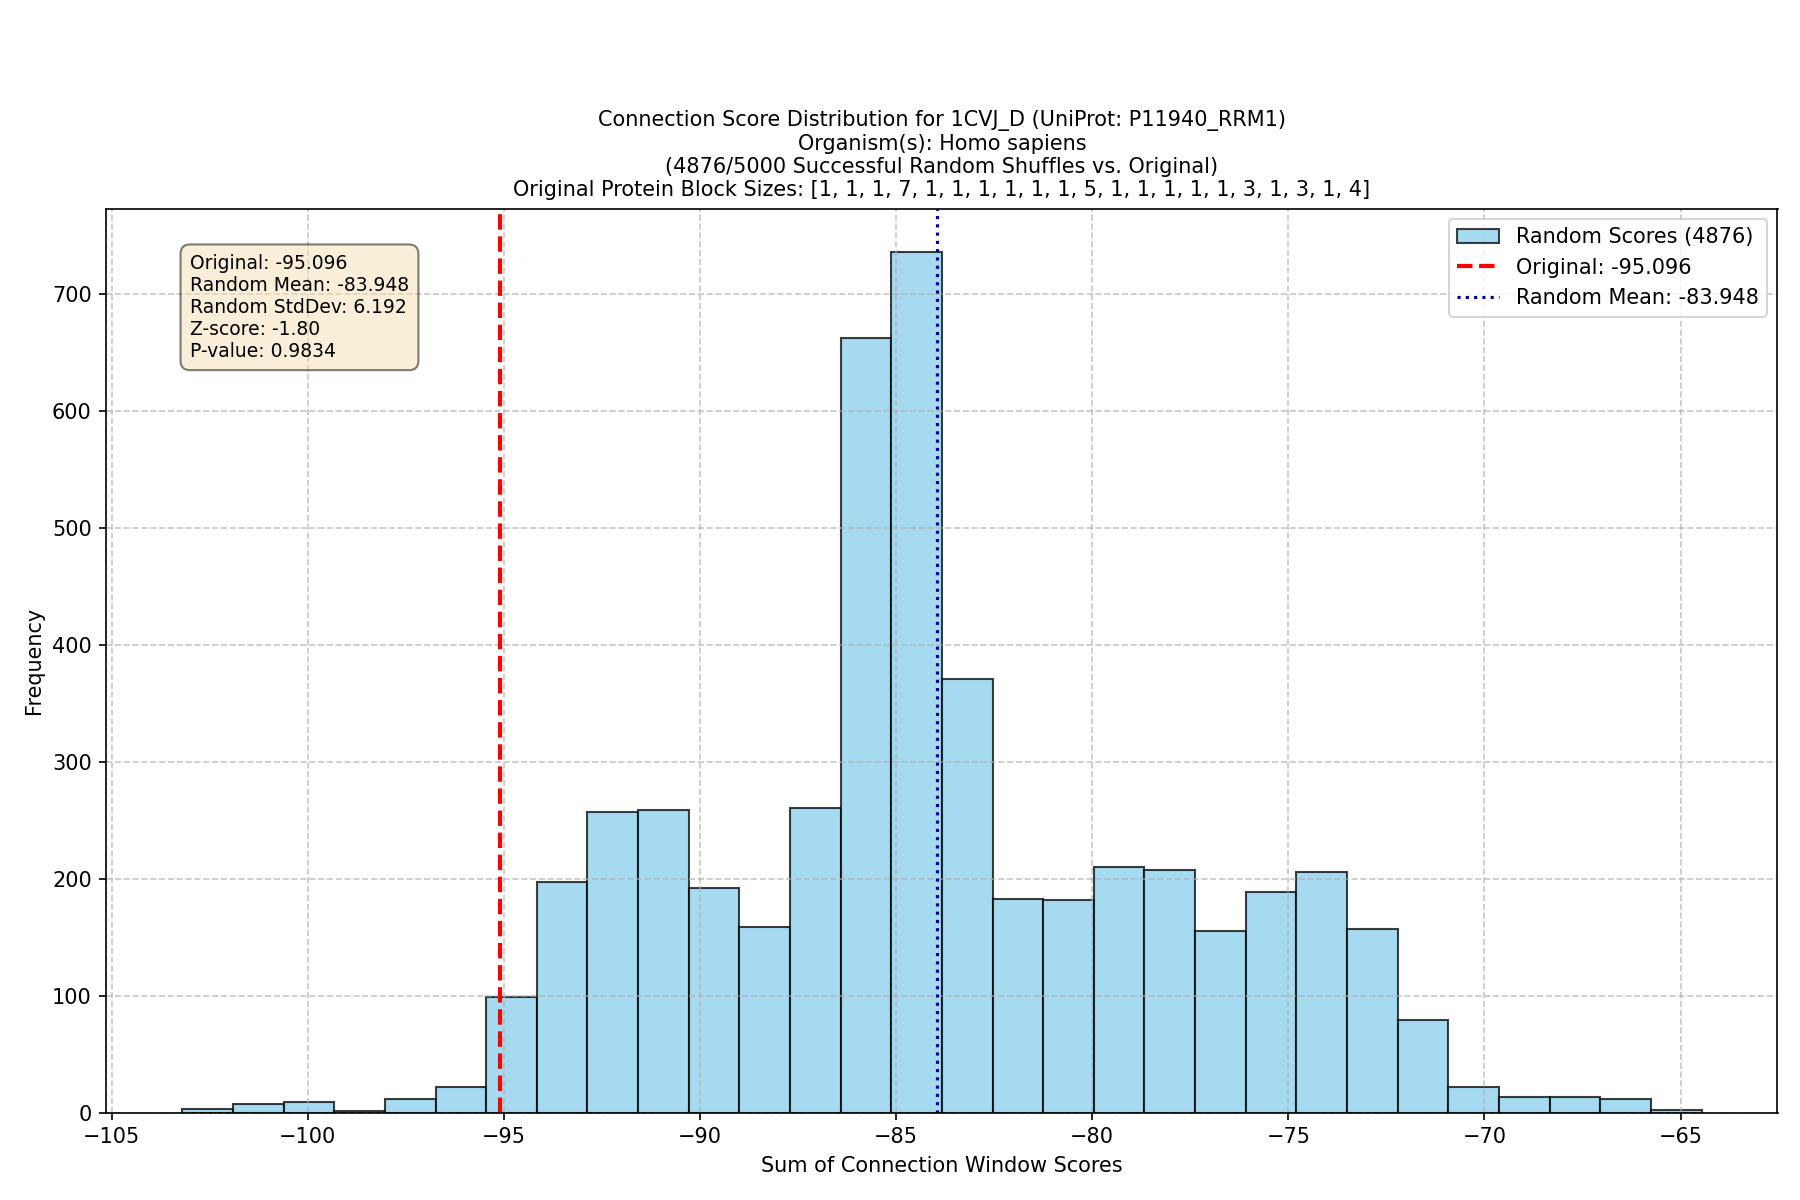 Connection Score Distribution for 1CVJ_D (UniProt: P11940_RRM1)
Organism(s): Homo sapiens
(4876/5000 Successful Random Shuffles vs. Original)
Original Protein Block Sizes: [1, 1, 1, 7, 1, 1, 1, 1, 1, 1, 5, 1, 1, 1, 1, 1, 3, 1, 3, 1, 4]
Original: -95.096
Random Mean: -83.948
Random StdDev: 6.192
Z-score: -1.80
P-value: 0.9834
Random Scores (4876)
Original: -95.096
Random Mean: -83.948
Frequency
700
600
500
400
300
200
100
0
−105
−100
−95
−90
−85
−80
−75
−70
−65
Sum of Connection Window Scores